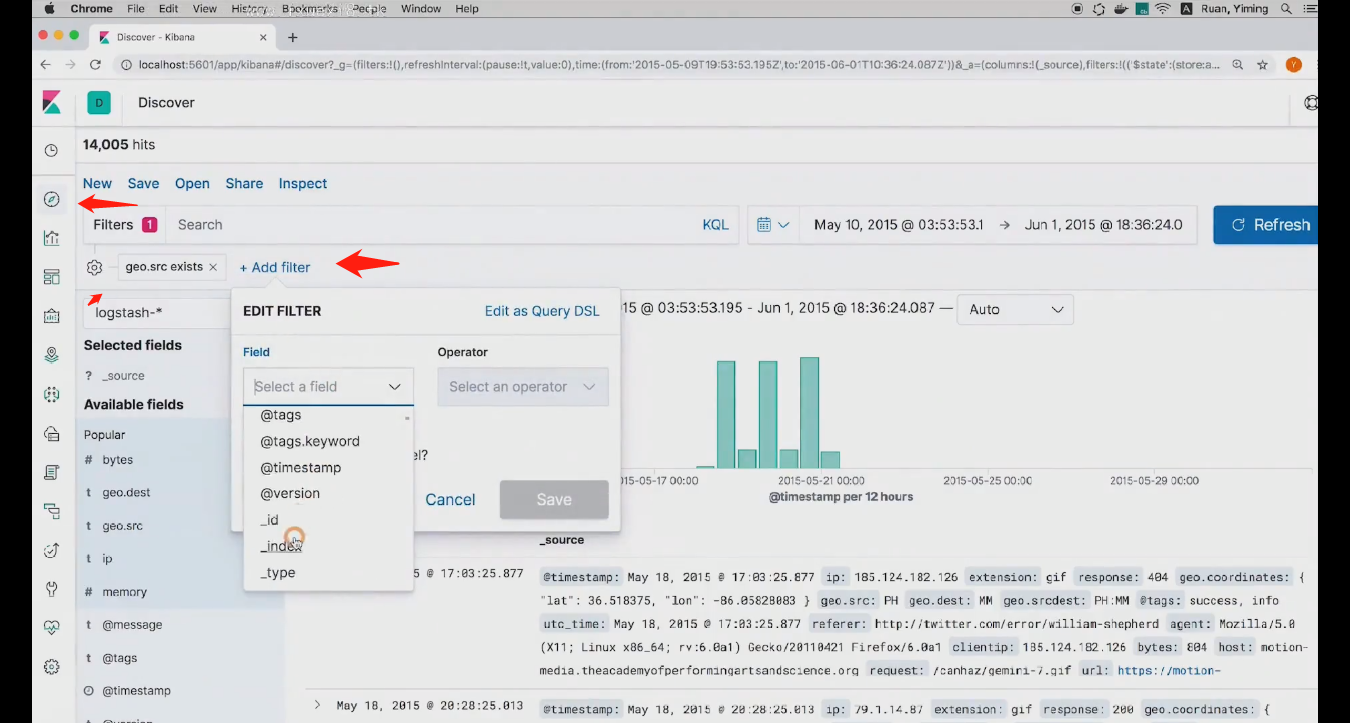 Chrome File Edit View History Bookmarks People Window Help A Ruan, Yiming
Discover - Kibana
localhost:5601/app/kibana#/discover?_g=(filters:!(),refreshInterval:(pause:!t,value:0),time:(from:'2015-05-09T19:53:53.195Z',to:'2015-06-01T10:36:24.087Z'))&_a=(columns:!(_source),filters:!(('$state':(store:a... Y
D Discover
14,005 hits
New Save Open Share Inspect
Filters 1 Search KQL May 10, 2015 @ 03:53:53.1 → Jun 1, 2015 @ 18:36:24.0 Refresh
geo.src exists × + Add filter
logstash-*
EDIT FILTER Edit as Query DSL
15 @ 03:53:53.195 - Jun 1, 2015 @ 18:36:24.087 — Auto
Selected fields
? _source
Available fields
Popular
# bytes
t geo.dest
t geo.src
t ip
# memory
t @message
t @tags
@timestamp
@version
Field Operator
Select a field Select an operator
@tags
@tags.keyword
@timestamp
@version
_id
_index
_type
el?
Cancel Save
015-05-17 00:00 2015-05-21 00:00 2015-05-25 00:00 2015-05-29 00:00
@timestamp per 12 hours
_source
5 @ 17:03:25.877
@timestamp: May 18, 2015 @ 17:03:25.877 ip: 185.124.182.126 extension: gif response: 404 geo.coordinates: {
"lat": 36.518375, "lon": -86.05828083 } geo.src: PH geo.dest: MM geo.srcdest: PH:MM @tags: success, info
utc_time: May 18, 2015 @ 17:03:25.877 referer: http://twitter.com/error/william-shepherd agent: Mozilla/5.0
(X11; Linux x86_64; rv:6.0a1) Gecko/20110421 Firefox/6.0a1 clientip: 185.124.182.126 bytes: 804 host: motion-
media.theacademyofperformingartsandscience.org request: /canhaz/gemini-7.gif url: https://motion-
May 18, 2015 @ 20:28:25.013 @timestamp: May 18, 2015 @ 20:28:25.013 ip: 79.1.14.87 extension: gif response: 200 geo.coordinates: {